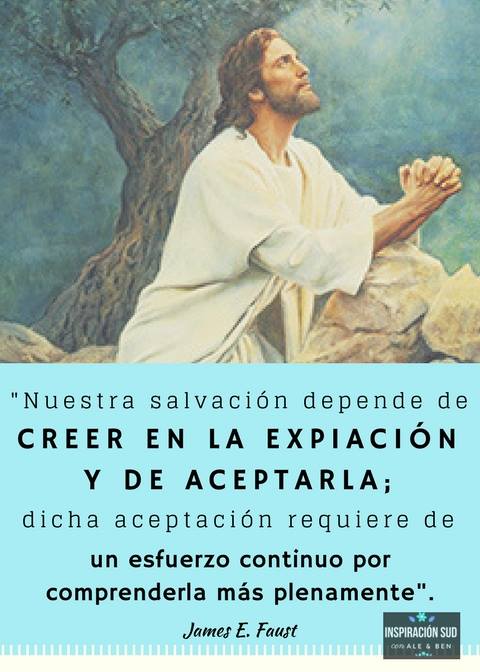 "Nuestra salvación depende de
CREER EN LA EXPIACIÓN
Y DE ACEPTARLA;
dicha aceptación requiere de
un esfuerzo continuo por
comprenderla más plenamente".
James E. Faust
INSPIRACIÓN SUD
con ALE & BEN